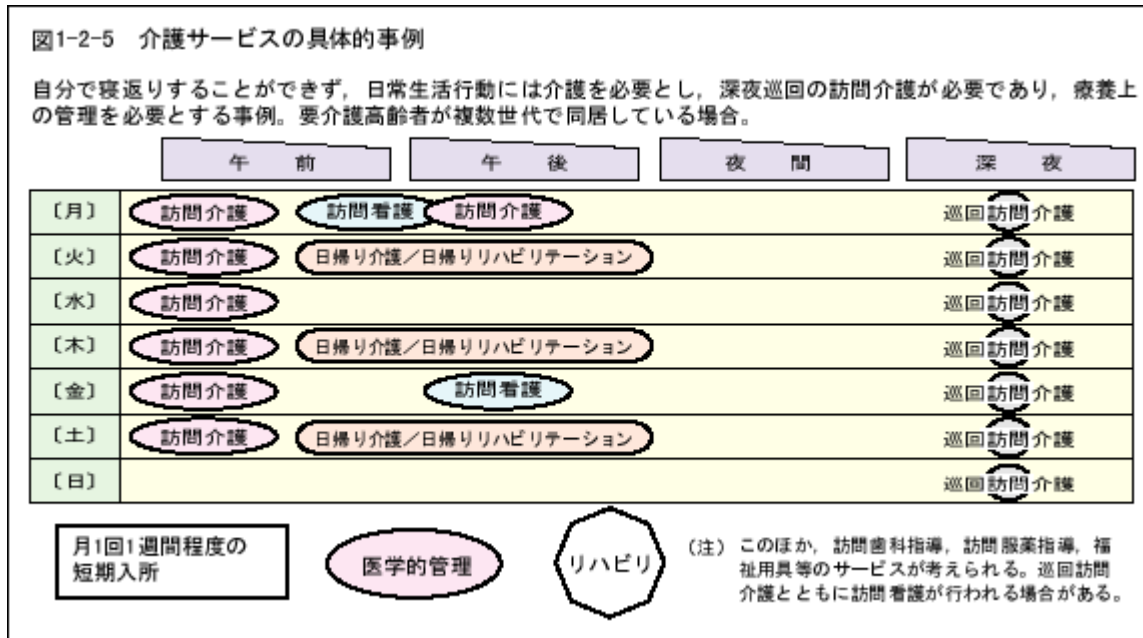 図1-2-5 介護サービスの具体的事例
自分で寝返りすることができず，日常生活行動には介護を必要とし，深夜巡回の訪問介護が必要であり，療養上
の管理を必要とする事例。要介護高齢者が複数世代で同居している場合。
午 前 午 後 夜 間 深 夜
〔月〕 訪問介護 訪問看護 訪問介護 巡回訪問介護
〔火〕 訪問介護 日帰り介護／日帰りリハビリテーション 巡回訪問介護
〔水〕 訪問介護 巡回訪問介護
〔木〕 訪問介護 日帰り介護／日帰りリハビリテーション 巡回訪問介護
〔金〕 訪問介護 訪問看護 巡回訪問介護
〔土〕 訪問介護 日帰り介護／日帰りリハビリテーション 巡回訪問介護
〔日〕 巡回訪問介護
月1回1週間程度の
短期入所
医学的管理
リハビリ
（注） このほか，訪問歯科指導，訪問服薬指導，福
祉用具等のサービスが考えられる。巡回訪問
介護とともに訪問看護が行われる場合がある。